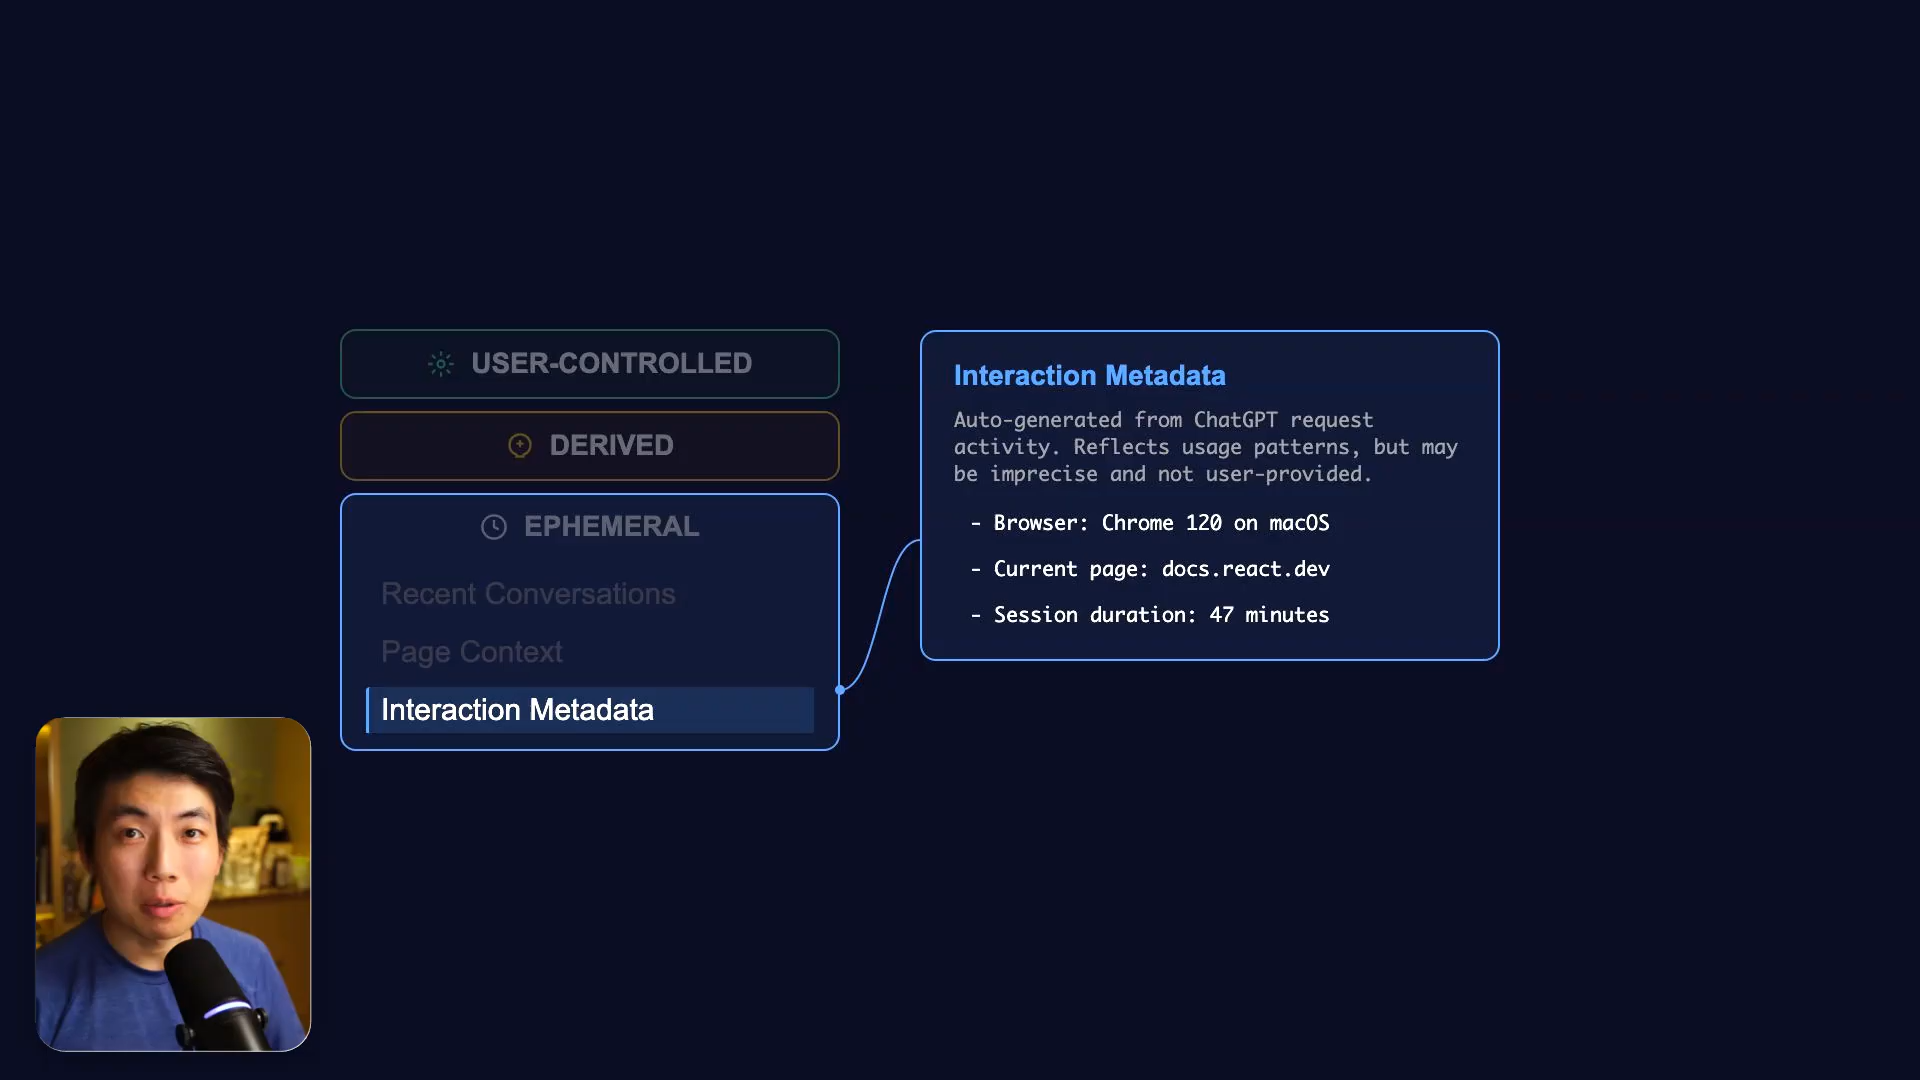 USER-CONTROLLED
DERIVED
EPHEMERAL
Recent Conversations
Page Context
Interaction Metadata
Interaction Metadata
Auto-generated from ChatGPT request
activity. Reflects usage patterns, but may
be imprecise and not user-provided.
- Browser: Chrome 120 on macOS
- Current page: docs.react.dev
- Session duration: 47 minutes